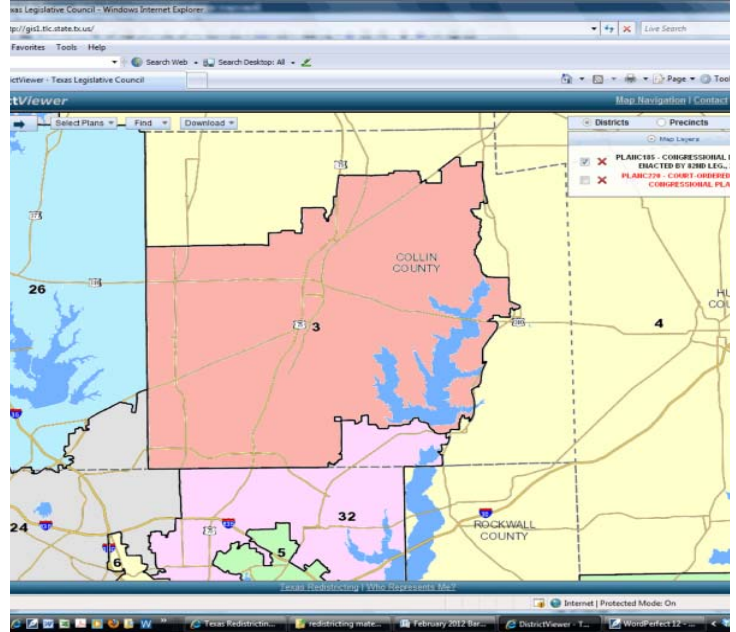 xas Legislative Council - Windows Internet Explorer
tp://gis1.tlc.state.tx.us/
Live Search
Favorites Tools Help
Search Web
Search Desktop: All
ctViewer - Texas Legislative Council
Page
Tool
ctViewer
Map Navigation | Contact
Select Plans
Find
Download
Districts
Precincts
Map Layers
PLANC185 - CONGRESSIONAL
ENACTED BY 82ND LEG.,
PLANC220 - COURT-ORDERED
CONGRESSIONAL PLA
COLLIN
COUNTY
26
HU
COU
3
4
3
32
24
ROCKWALL
COUNTY
5
6
Texas Redistricting | Who Represents Me?
Internet | Protected Mode: On
Texas Redistrictin...
redistricting mate...
February 2012 Bar...
DistrictViewer - T...
WordPerfect 12 - ...